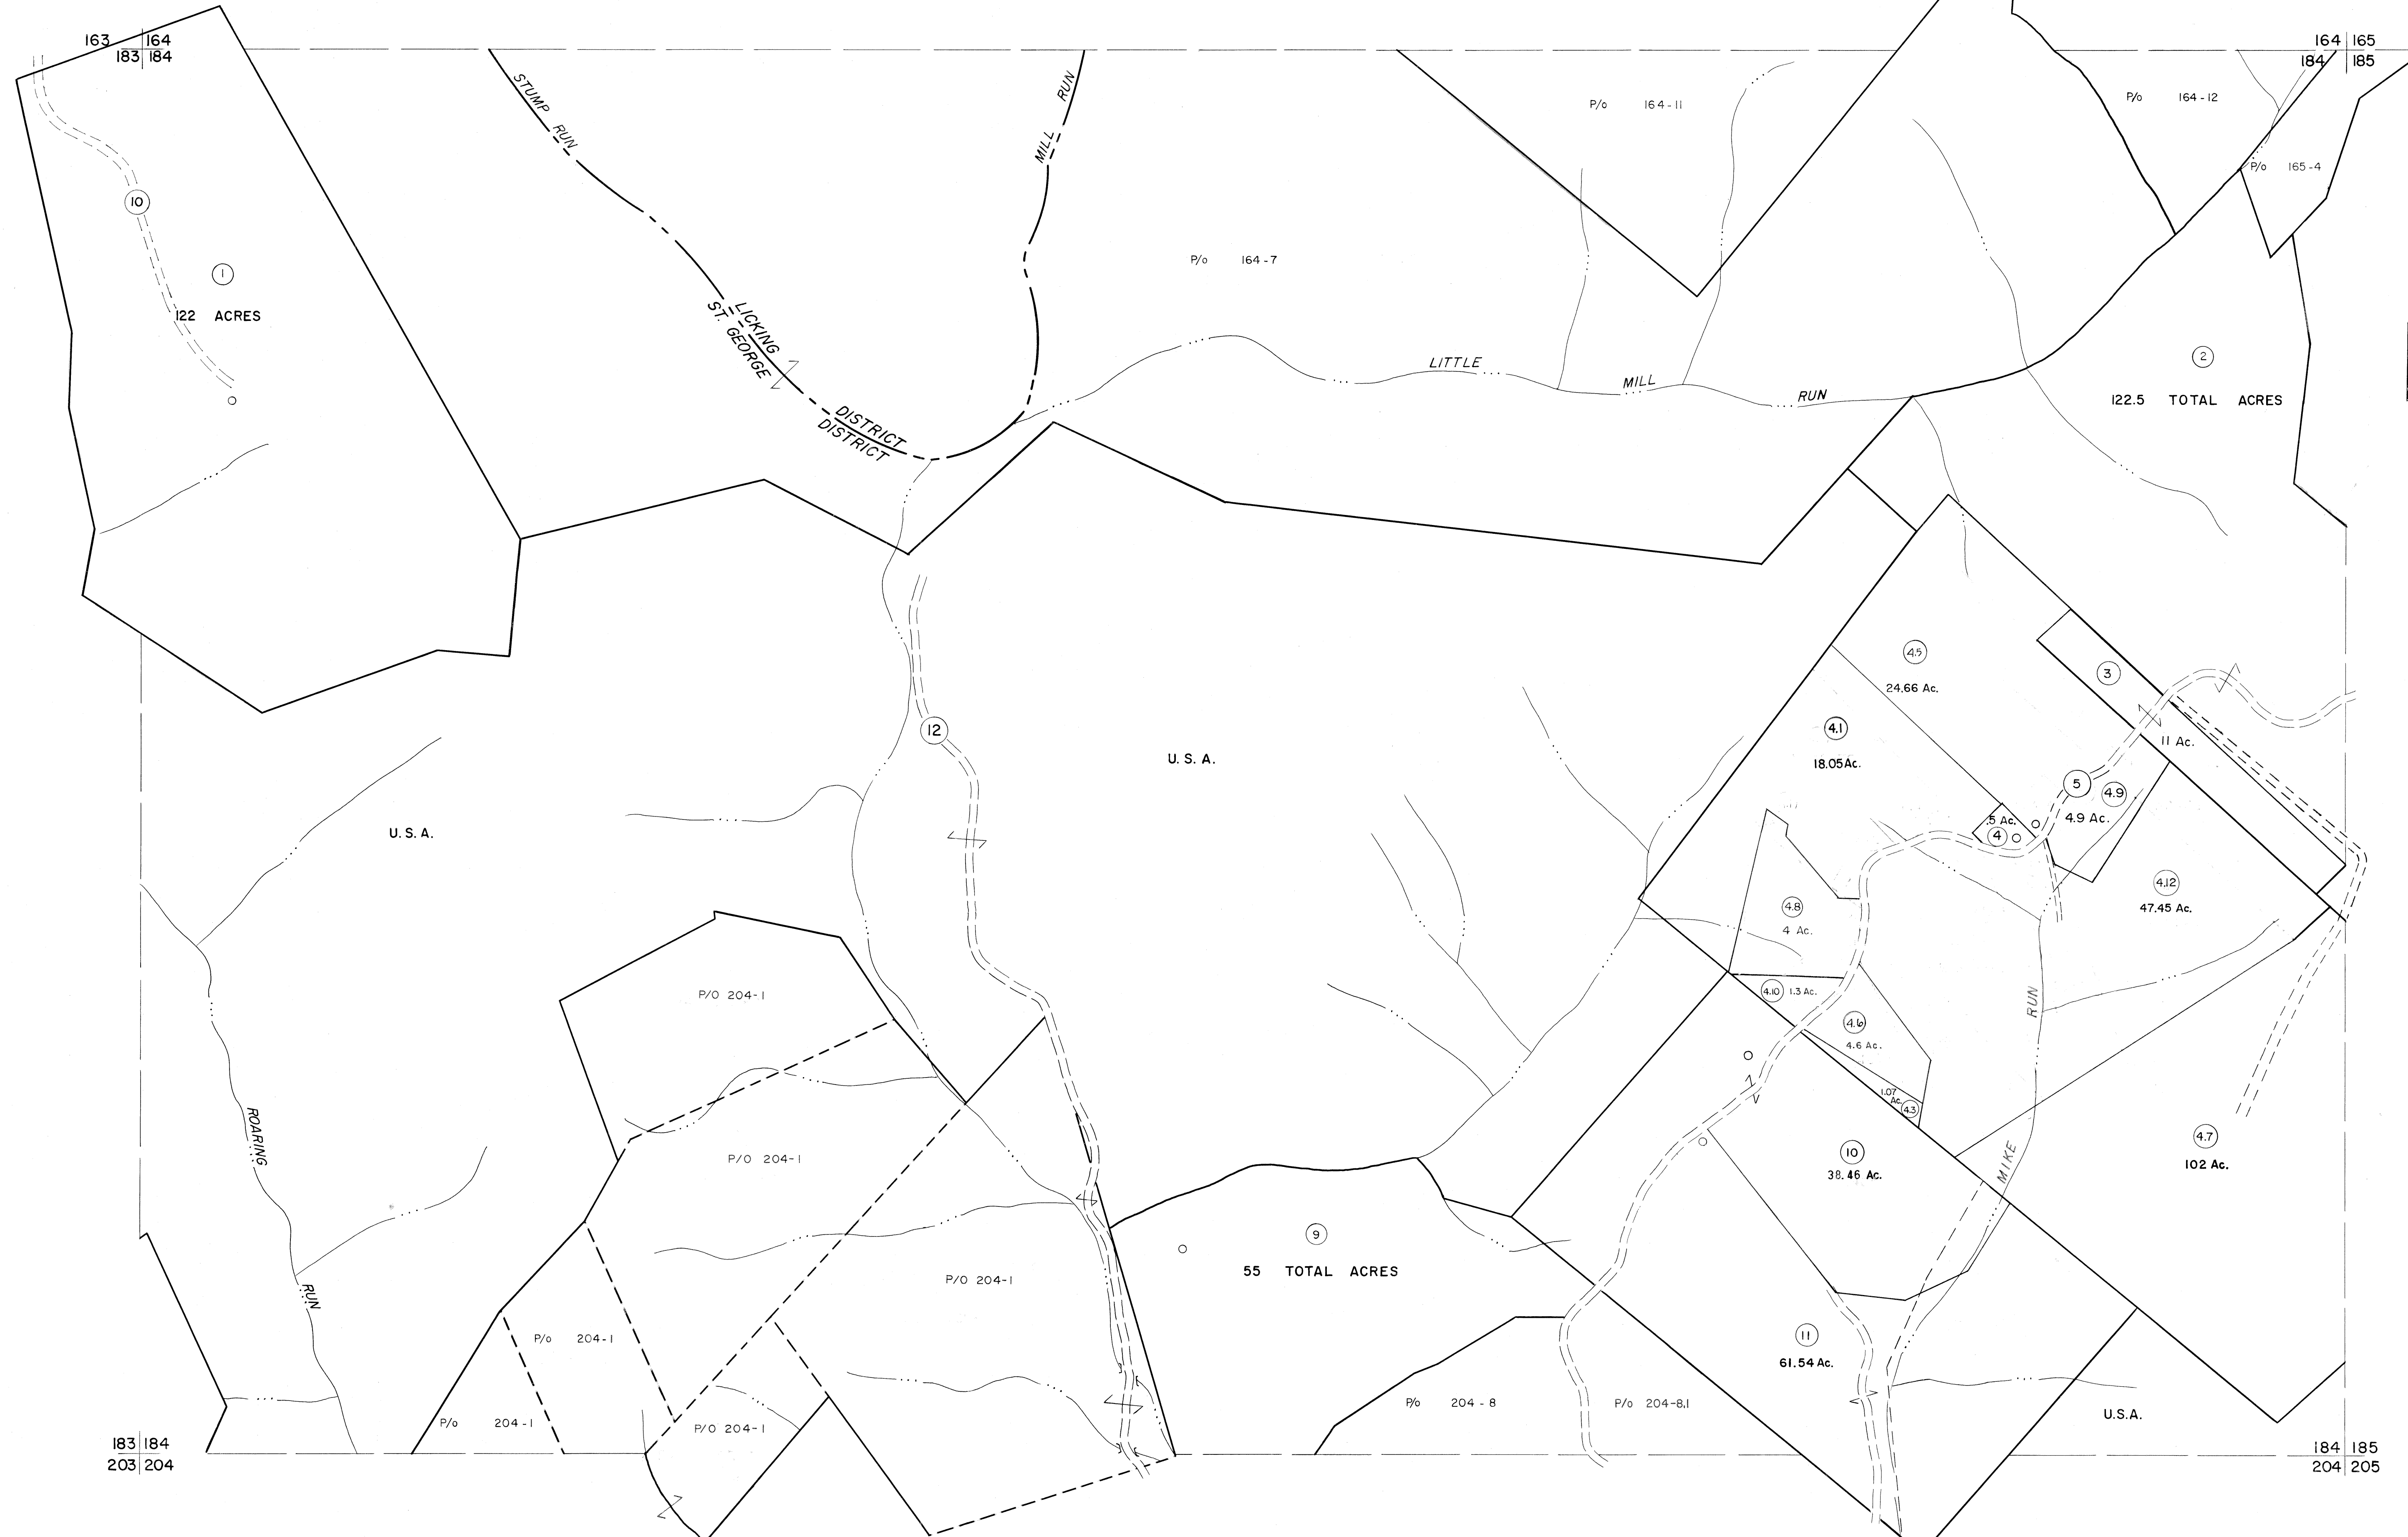 163 164
183 184
164 165
184 185
STUMP RUN
MILL RUN
P/o 164-11
P/o 164-12
P/o 165-4
10
1
122 ACRES
P/o 164-7
LICKING
ST. GEORGE
DISTRICT
DISTRICT
LITTLE MILL RUN
2
122.5 TOTAL ACRES
4.5
24.66 Ac.
3
11 Ac.
12
U.S.A.
4.1
18.05 Ac.
5
4.9
4.9 Ac.
.5 Ac.
4
U.S.A.
4.12
47.45 Ac.
4.8
4 Ac.
P/O 204-1
4.10 1.3 Ac.
4.6
4.6 Ac.
RUN
1.07
Ac.
4.3
ROARING
P/O 204-1
10
38.46 Ac.
MIKE
4.7
102 Ac.
9
55 TOTAL ACRES
P/O 204-1
RUN
P/o 204-1
11
61.54 Ac.
P/o 204-1
P/O 204-1
P/o 204-8
P/O 204-8.1
U.S.A.
183 184
203 204
184 185
204 205